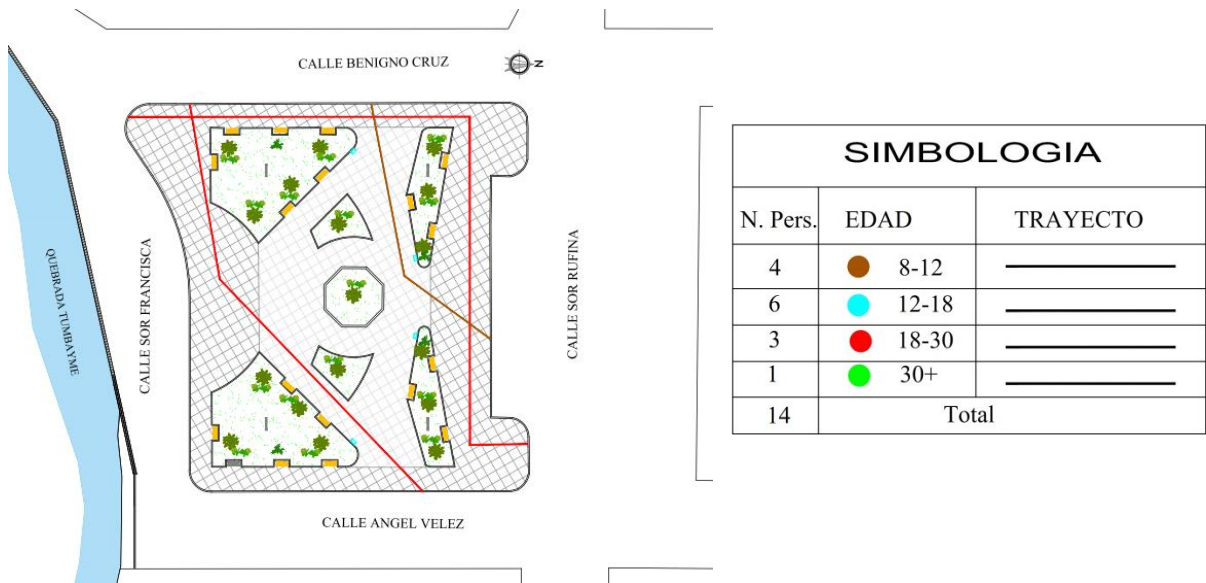 CALLE BENIGNO CRUZ
N
QUEBRADA TUMBAYME
CALLE SOR FRANCISCA
CALLE SOR RUFINA
CALLE ANGEL VELEZ
SIMBOLOGIA
N. Pers. EDAD TRAYECTO
4 8-12
6 12-18
3 18-30
1 30+
14 Total